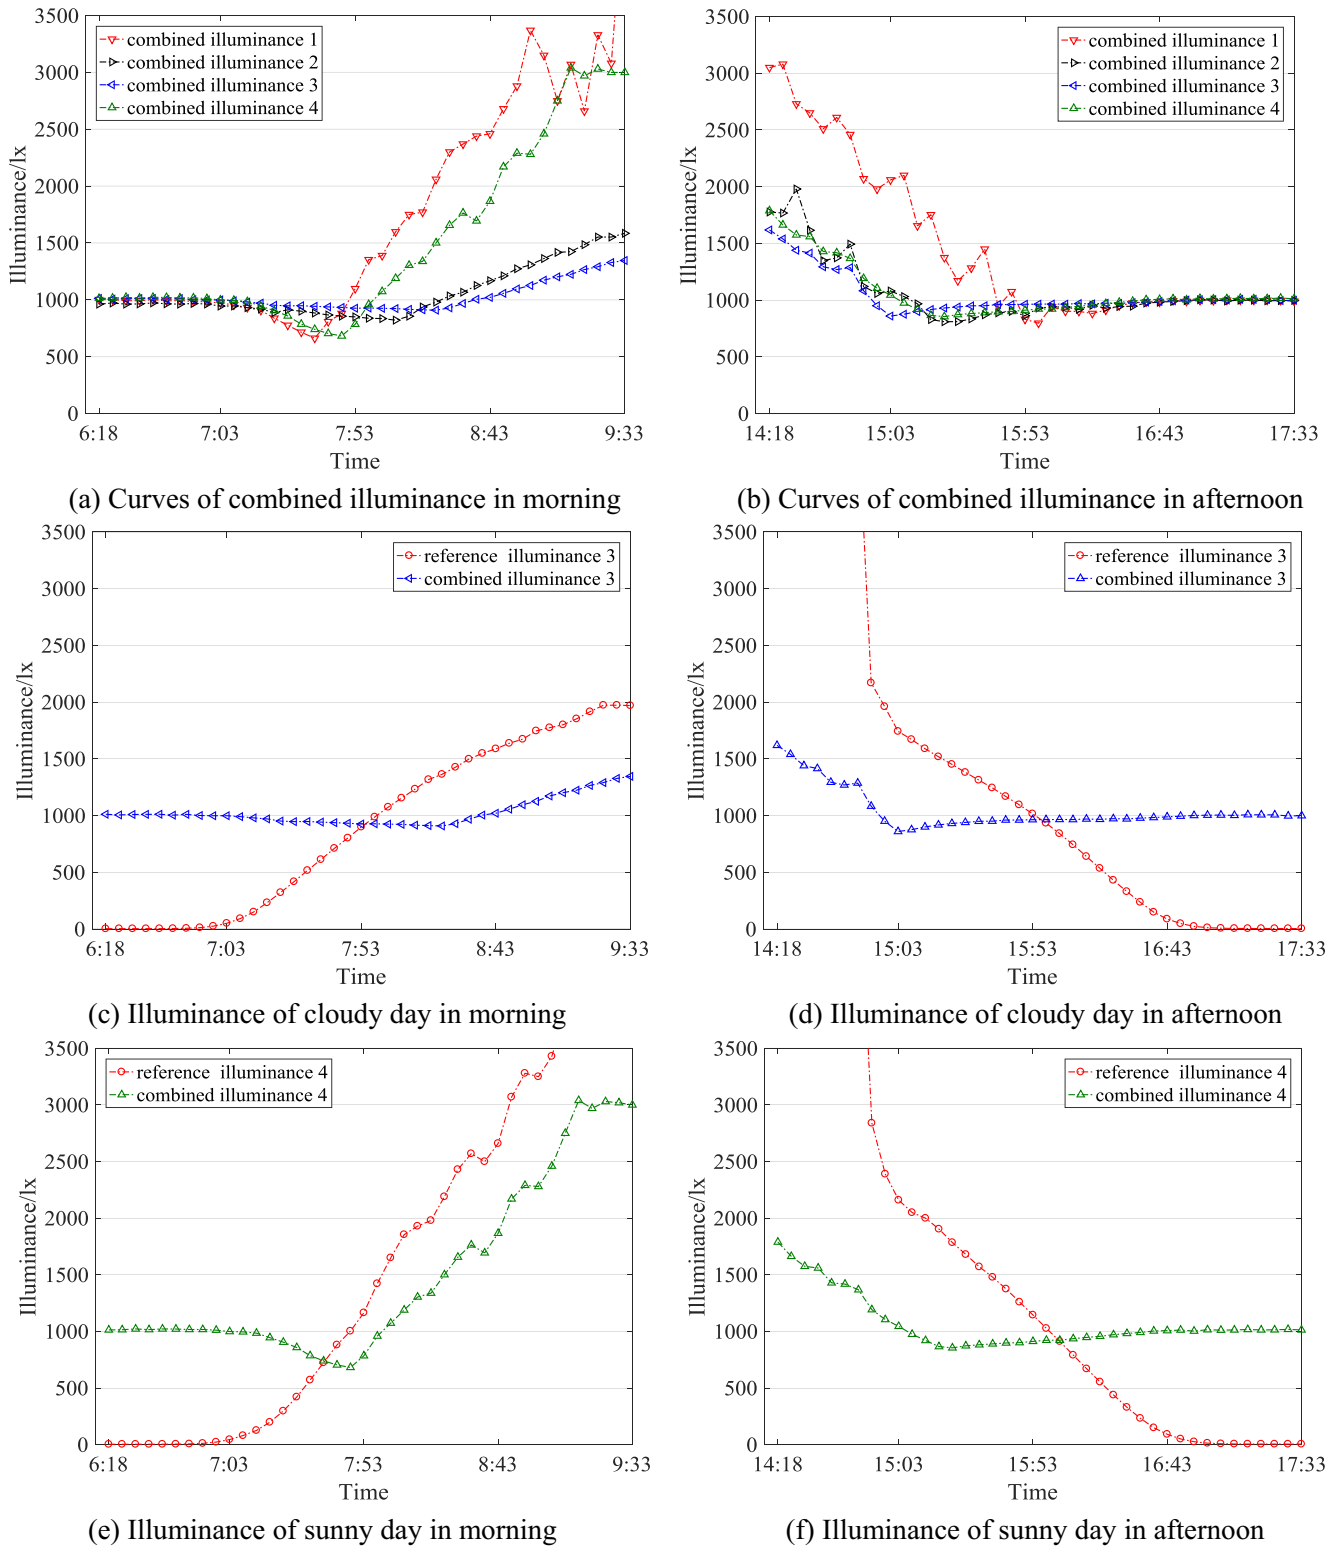 3500
3000
2500
2000
1500
1000
500
0
Illuminance/lx
combined illuminance 1
combined illuminance 2
combined illuminance 3
combined illuminance 4
6:18 7:03 7:53 8:43 9:33
Time
(a) Curves of combined illuminance in morning
3500
3000
2500
2000
1500
1000
500
0
Illuminance/lx
combined illuminance 1
combined illuminance 2
combined illuminance 3
combined illuminance 4
14:18 15:03 15:53 16:43 17:33
Time
(b) Curves of combined illuminance in afternoon
3500
3000
2500
2000
1500
1000
500
0
Illuminance/lx
reference illuminance 3
combined illuminance 3
6:18 7:03 7:53 8:43 9:33
Time
(c) Illuminance of cloudy day in morning
3500
3000
2500
2000
1500
1000
500
0
Illuminance/lx
reference illuminance 3
combined illuminance 3
14:18 15:03 15:53 16:43 17:33
Time
(d) Illuminance of cloudy day in afternoon
3500
3000
2500
2000
1500
1000
500
0
Illuminance/lx
reference illuminance 4
combined illuminance 4
6:18 7:03 7:53 8:43 9:33
Time
(e) Illuminance of sunny day in morning
3500
3000
2500
2000
1500
1000
500
0
Illuminance/lx
reference illuminance 4
combined illuminance 4
14:18 15:03 15:53 16:43 17:33
Time
(f) Illuminance of sunny day in afternoon